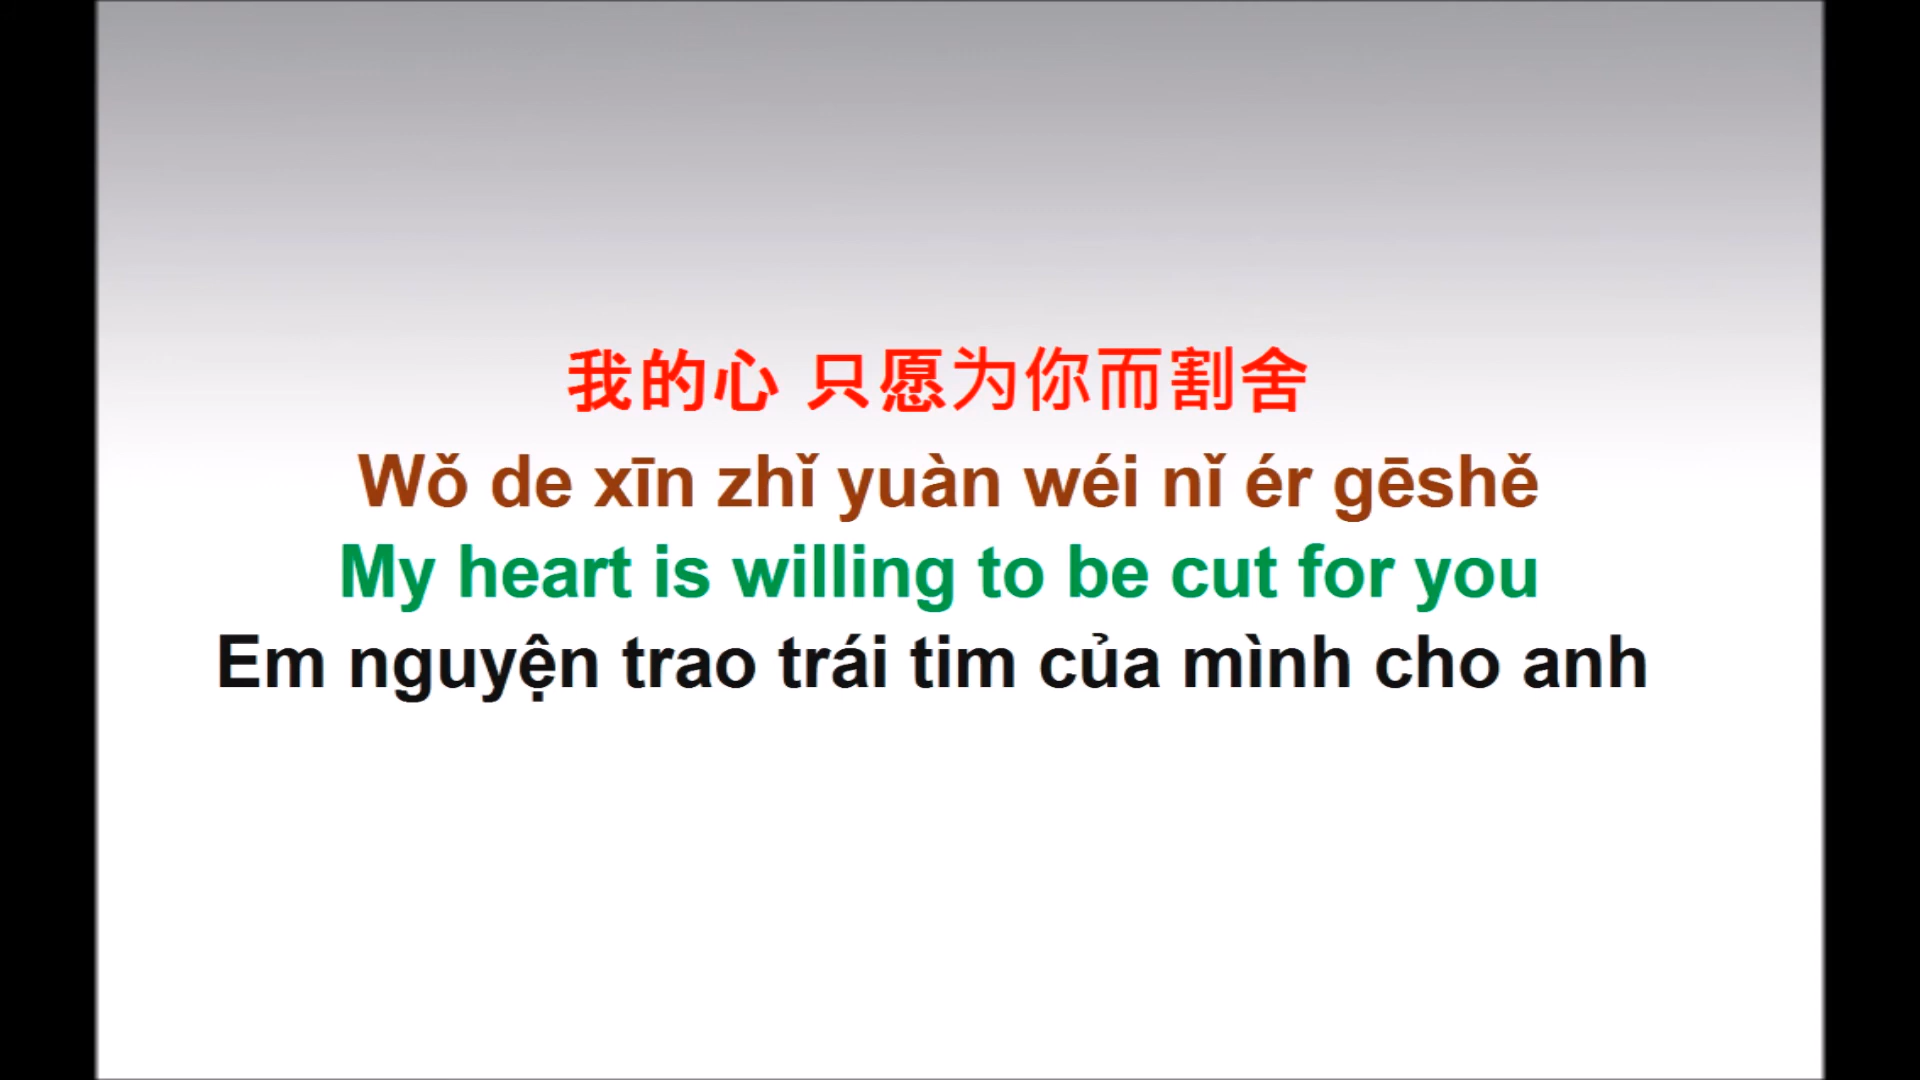 我的心 只愿为你而割舍
Wǒ de xīn zhǐ yuàn wéi nǐ ér gēshě
My heart is willing to be cut for you
Em nguyện trao trái tim của mình cho anh